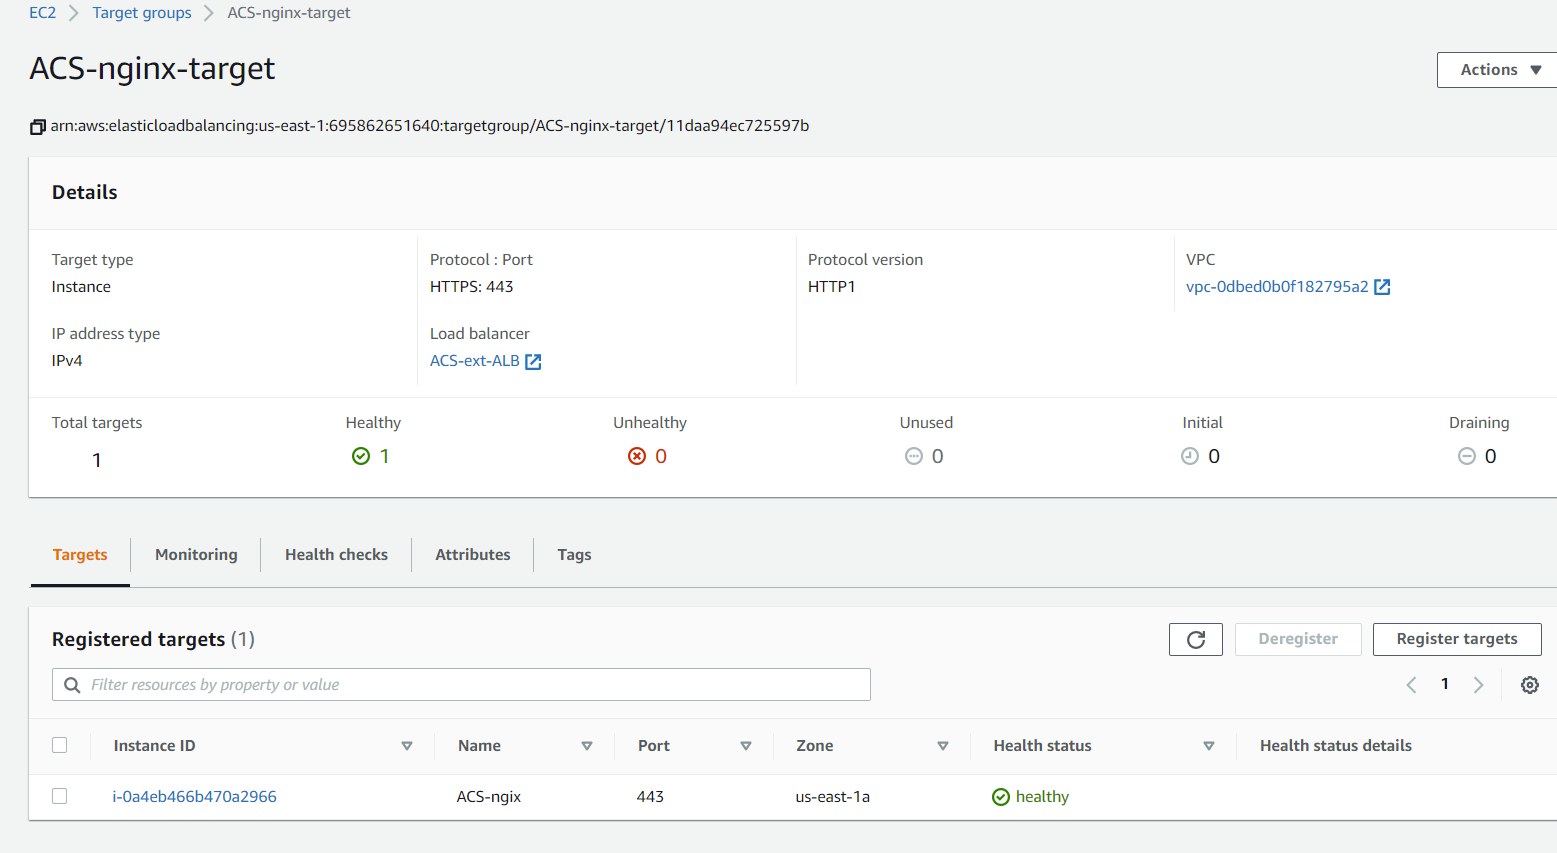 EC2 > Target groups > ACS-nginx-target
ACS-nginx-target
Actions
arn:aws:elasticloadbalancing:us-east-1:695862651640:targetgroup/ACS-nginx-target/11daa94ec725597b
Details
Target type
Protocol : Port
Protocol version
VPC
Instance
HTTPS: 443
HTTP1
vpc-0dbed0b0f182795a2
IP address type
Load balancer
IPv4
ACS-ext-ALB
Total targets
Healthy
Unhealthy
Unused
Initial
Draining
1
1
0
0
0
0
Targets
Monitoring
Health checks
Attributes
Tags
Registered targets (1)
Deregister
Register targets
Filter resources by property or value
1
Instance ID
Name
Port
Zone
Health status
Health status details
i-0a4eb466b470a2966
ACS-ngix
443
us-east-1a
healthy